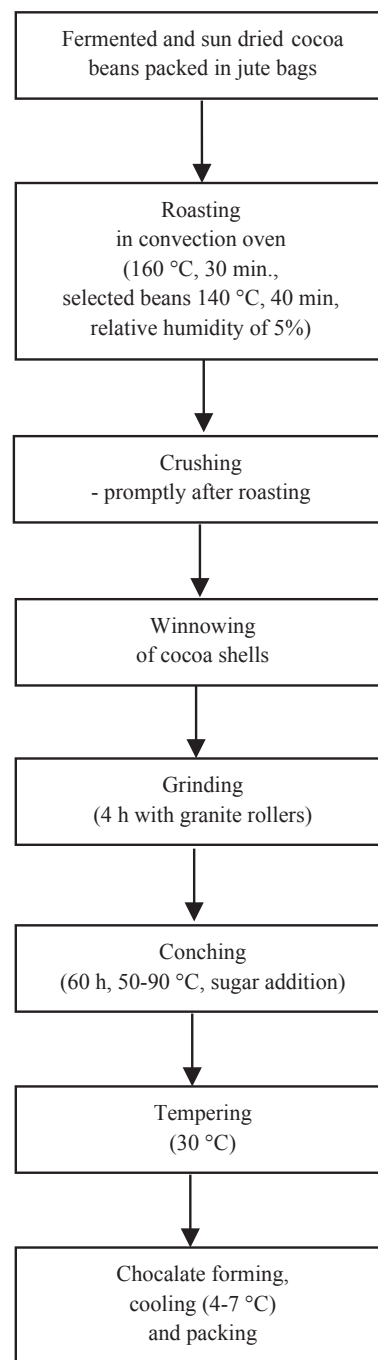 Fermented and sun dried cocoa
beans packed in jute bags
Roasting
in convection oven
(160 °C, 30 min.,
selected beans 140 °C, 40 min,
relative humidity of 5%)
Crushing
- promptly after roasting
Winnowing
of cocoa shells
Grinding
(4 h with granite rollers)
Conching
(60 h, 50-90 °C, sugar addition)
Tempering
(30 °C)
Chocalate forming,
cooling (4-7 °C)
and packing